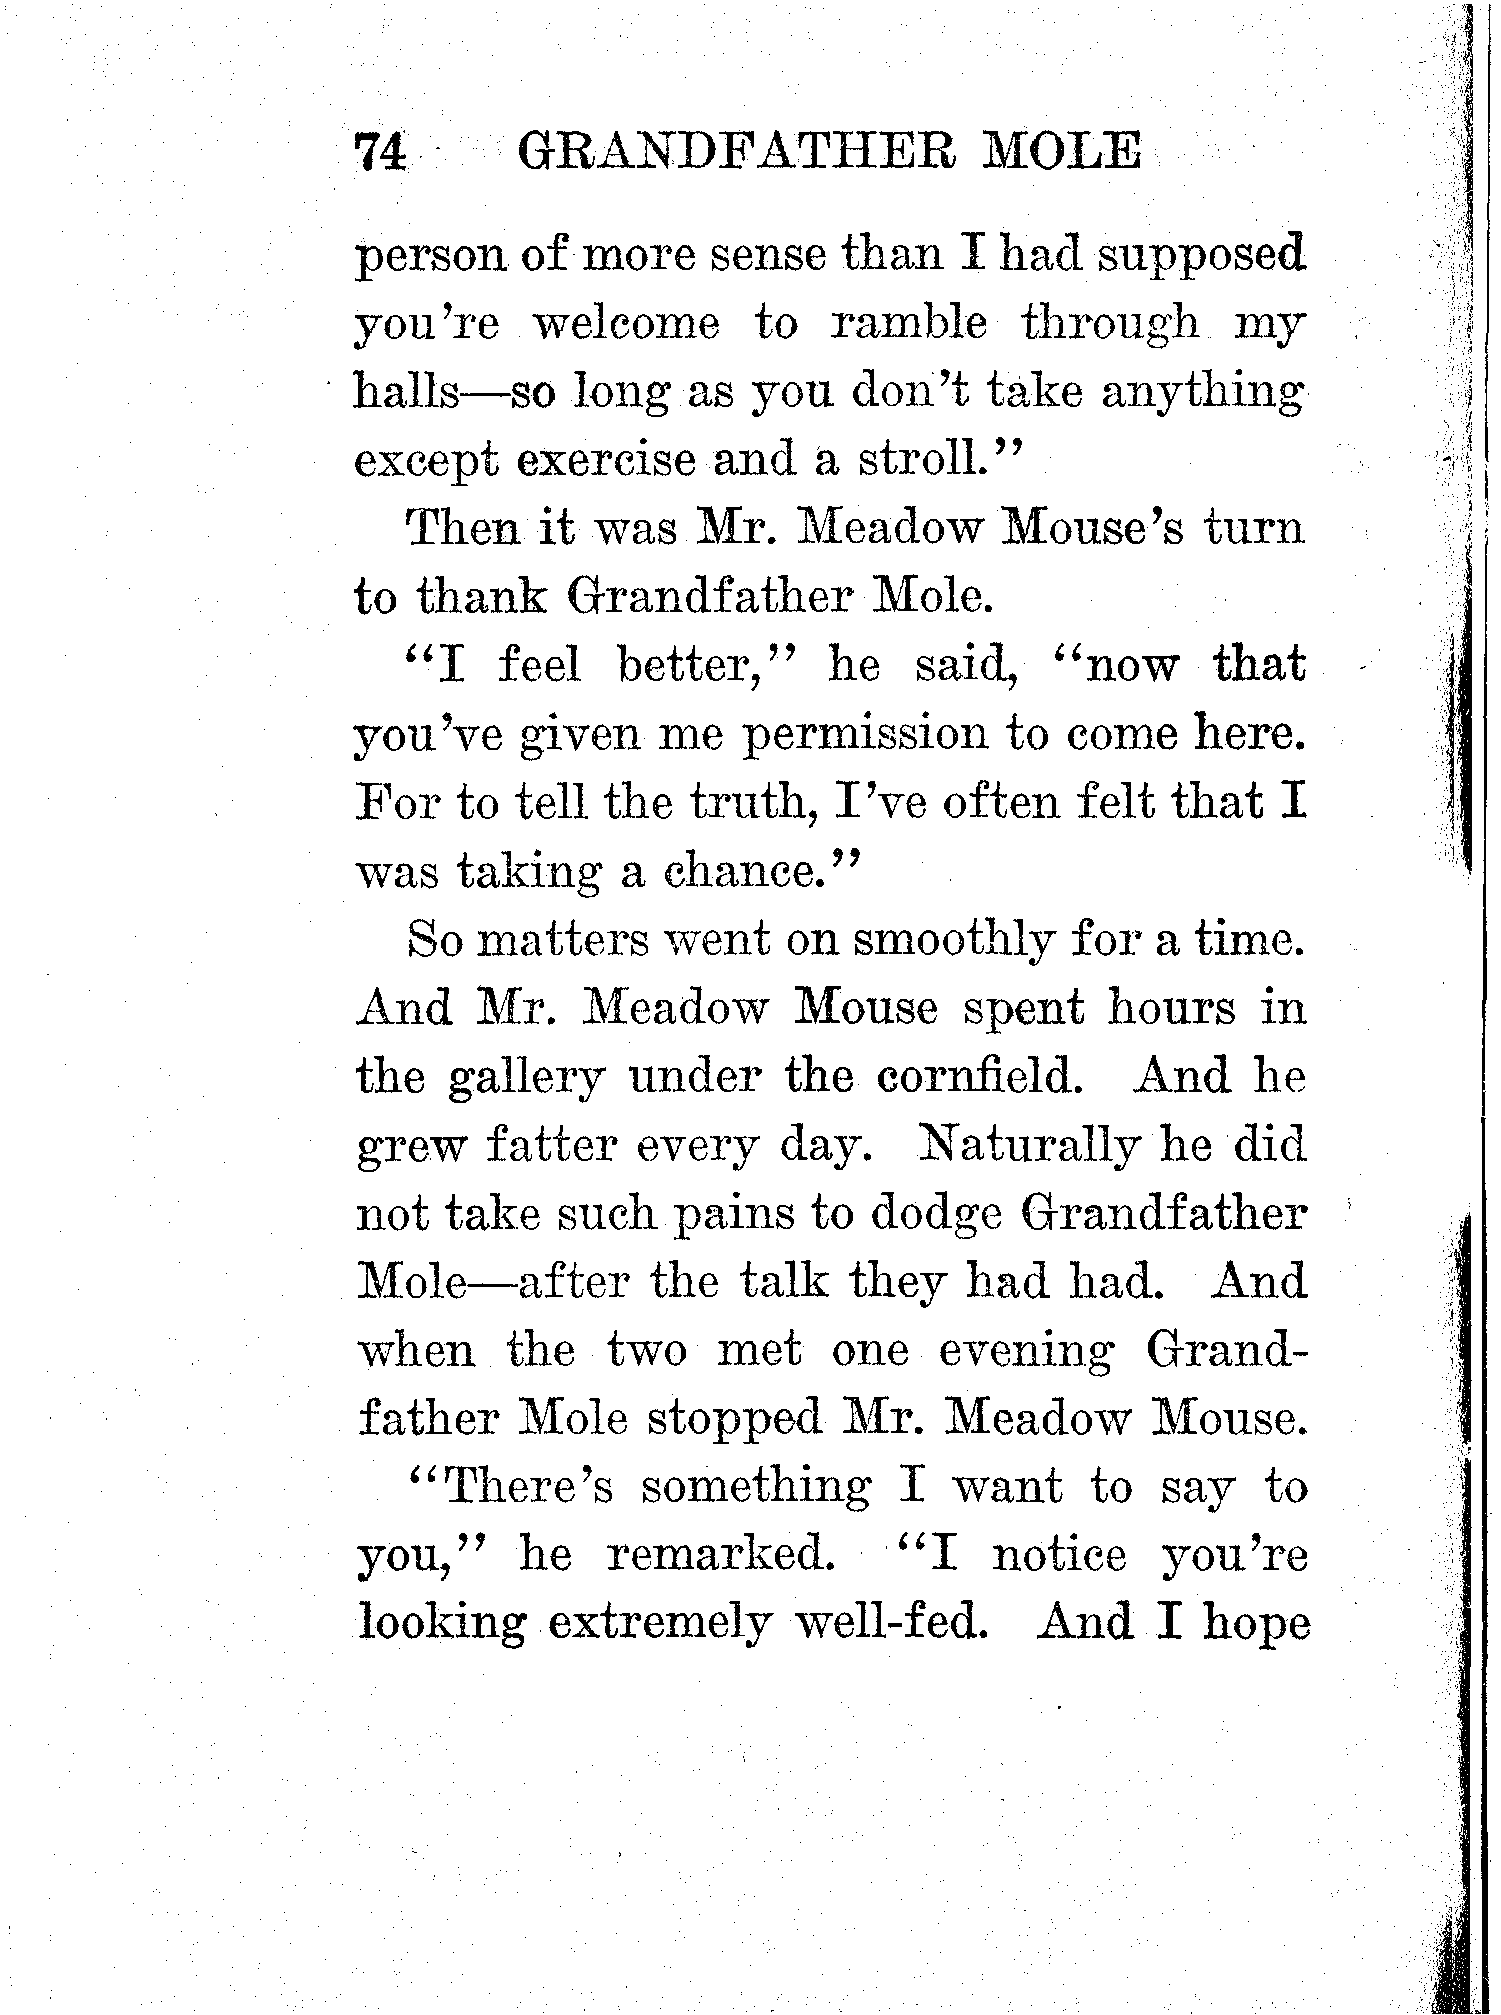 74 GRANDFATHER MOLE
person of more sense than I had supposed
you're welcome to ramble through my
halls—so long as you don't take anything
except exercise and a stroll."
Then it was Mr. Meadow Mouse's turn
to thank Grandfather Mole.
"I feel better," he said, "now that
you've given me permission to come here.
For to tell the truth, I've often felt that I
was taking a chance."
So matters went on smoothly for a time.
And Mr. Meadow Mouse spent hours in
the gallery under the cornfield. And he
grew fatter every day. Naturally he did
not take such pains to dodge Grandfather
Mole—after the talk they had had. And
when the two met one evening Grand-
father Mole stopped Mr. Meadow Mouse.
"There's something I want to say to
you," he remarked. "I notice you're
looking extremely well-fed. And I hope